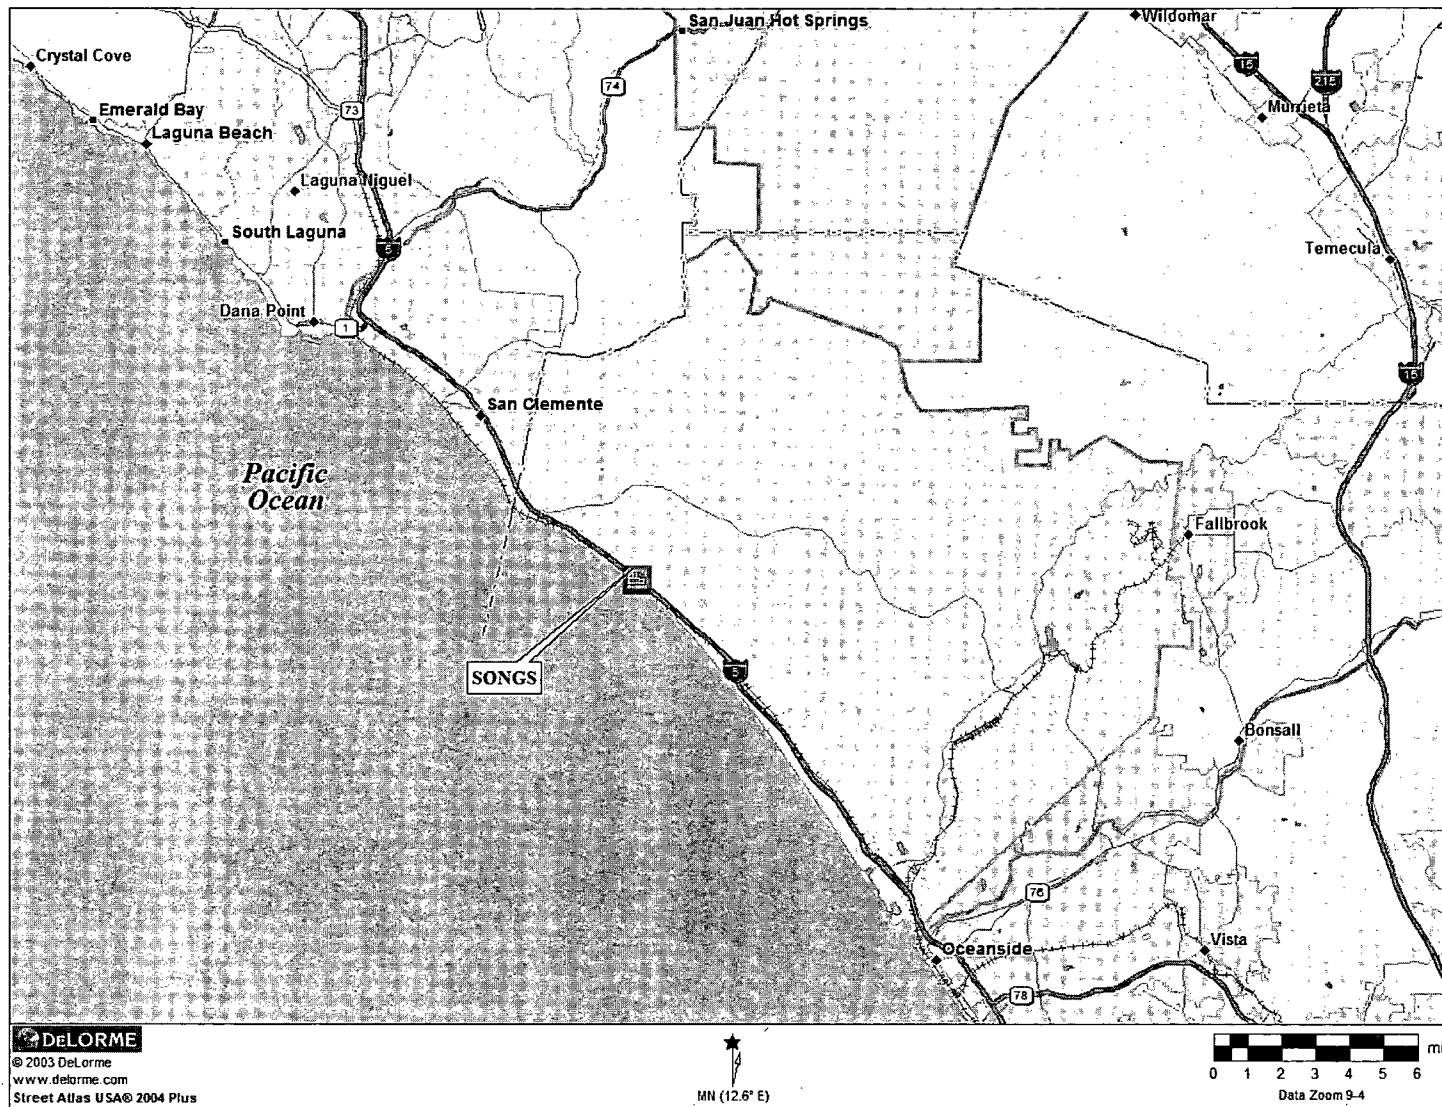 San Juan Hot Springs
Wildomar
Crystal Cove
15
215
74
Emerald Bay
73
Murrieta
Laguna Beach
Laguna Niguel
South Laguna
5
Temecula
Dana Point
1
15
San Clemente
Pacific
Ocean
Fallbrook
SONGS
5
Bonsall
76
Oceanside
Vista
78
DELORME
© 2003 DeLorme
www.delorme.com
Street Atlas USA® 2004 Plus
MN (12.6° E)
mi
0 1 2 3 4 5 6
Data Zoom 9-4